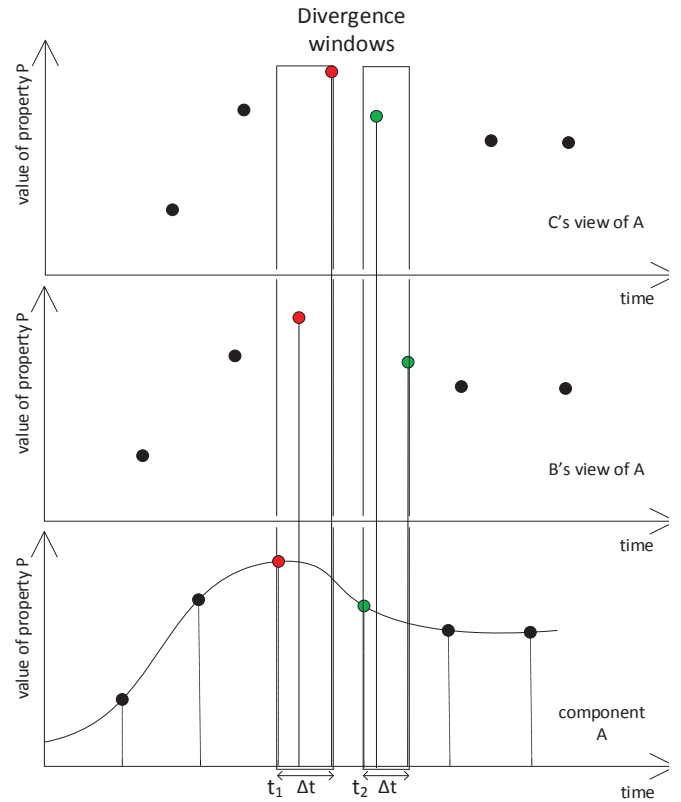 Divergence
windows
value of property P
C's view of A
time
value of property P
B's view of A
time
value of property P
component
A
t1 Δt t2 Δt
time